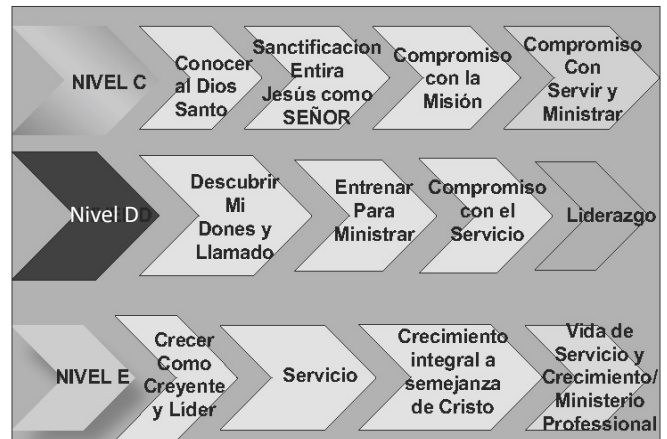 NIVEL C
Conocer
al Dios
Santo
Sanctificacion
Entira
Jesús como
SEÑOR
Compromiso
con la
Misión
Compromiso
Con
Servir y
Ministrar
Nivel D
Descubrir
Mi
Dones y
Llamado
Entrenar
Para
Ministrar
Compromiso
con el
Servicio
Liderazgo
NIVEL E
Crecer
Como
Creyente
y Lider
Servicio
Crecimiento
integral a
semejanza
de Cristo
Vida de
Servicio y
Crecimiento/
Ministerio
Professional